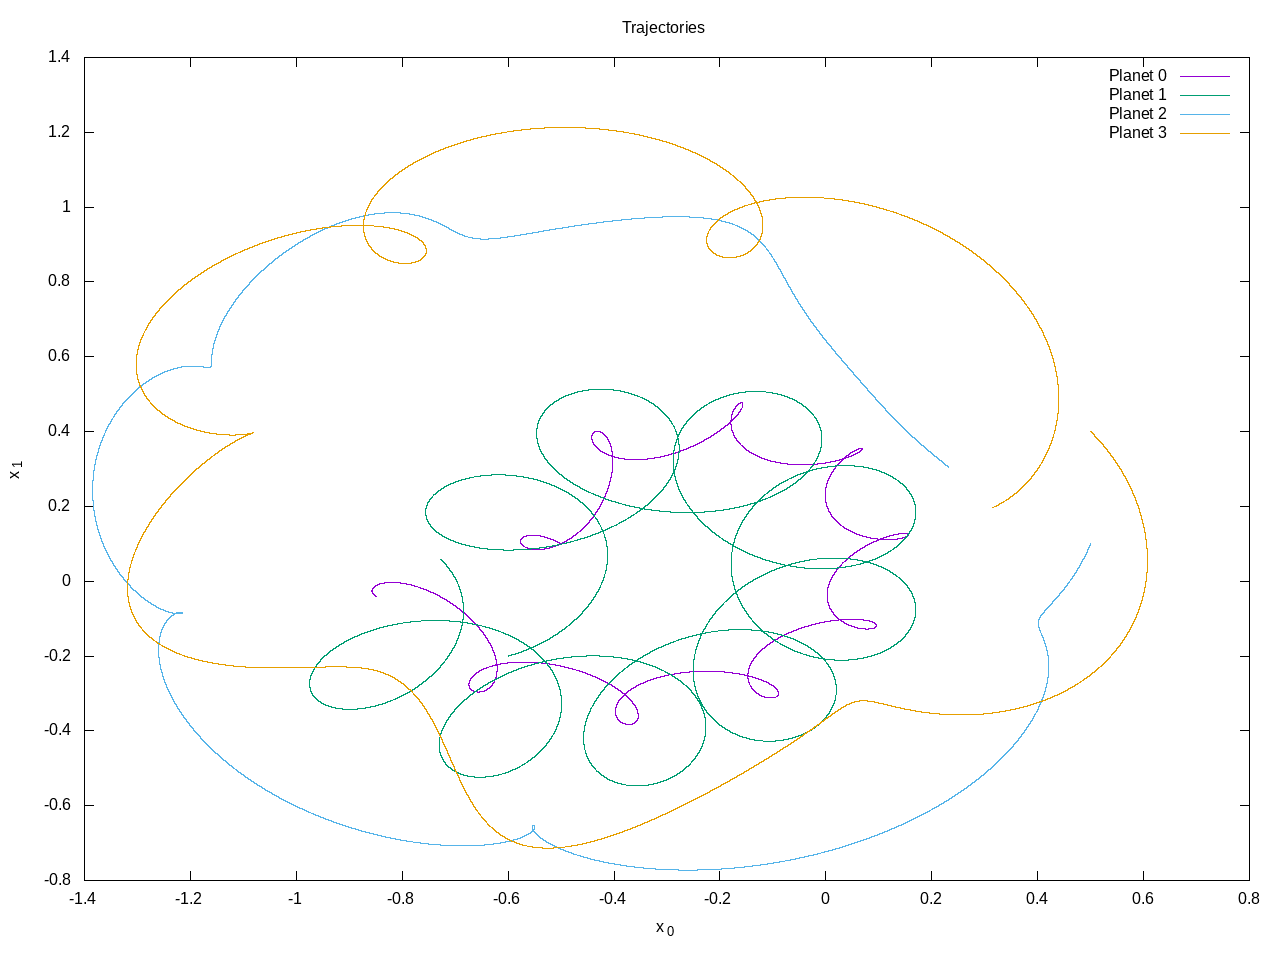 Trajectories
Planet 0
Planet 1
Planet 2
Planet 3
1.4
1.2
1
0.8
0.6
0.4
0.2
0
-0.2
-0.4
-0.6
-0.8
x 1
-1.4 -1.2 -1 -0.8 -0.6 -0.4 -0.2 0 0.2 0.4 0.6 0.8
x 0